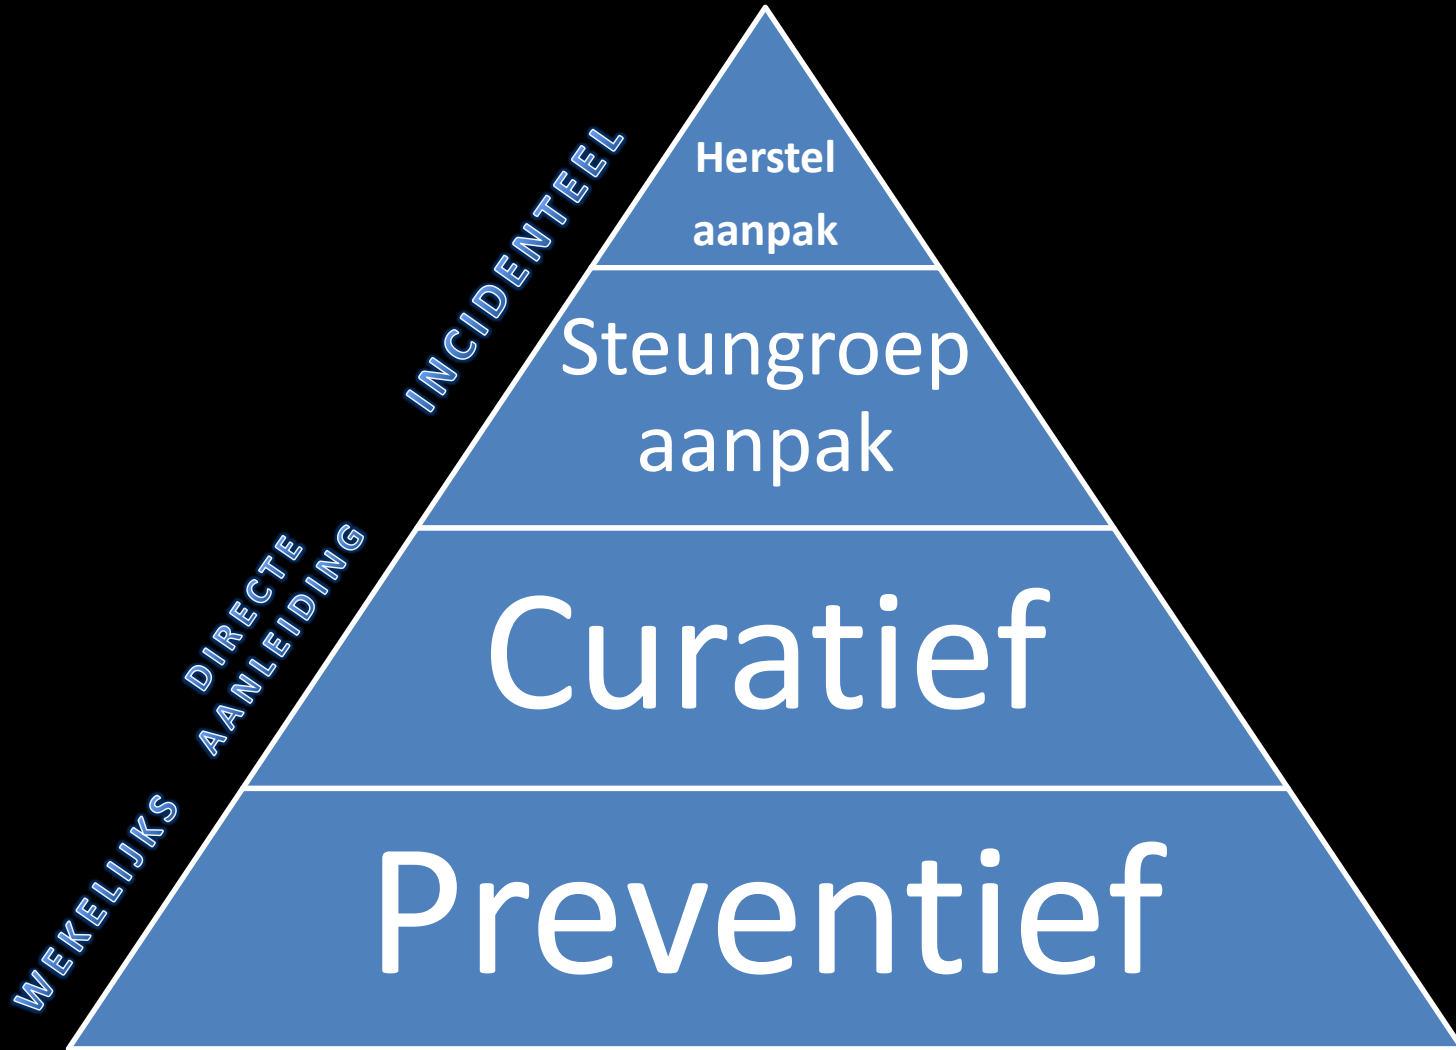 Herstel
aanpak
INCIDENTEEL
Steungroep
aanpak
DIRECTE
AANLEIDING
Curatief
WEKELIJKS
Preventief